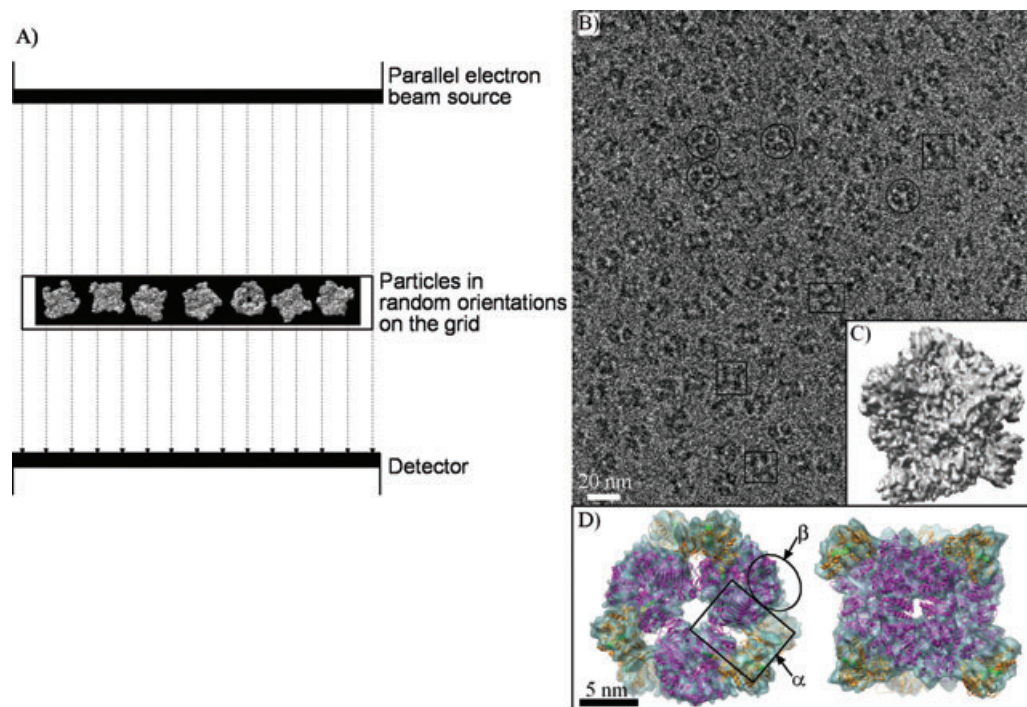 A)
Parallel electron
beam source
Particles in
random orientations
on the grid
Detector
B)
20 nm
C)
D)
β
α
5 nm